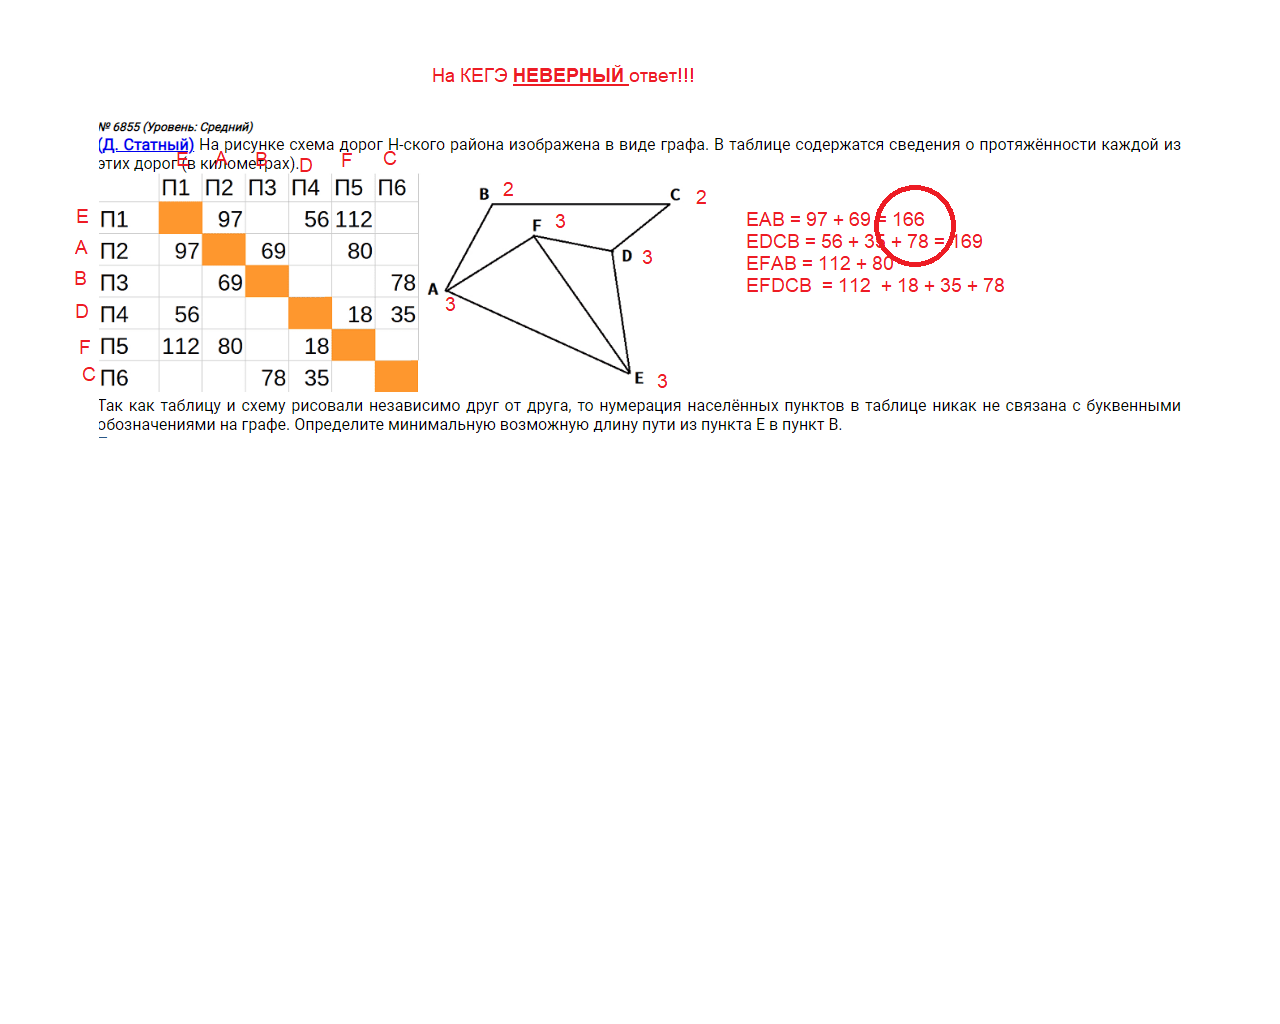 На КЕГЭ НЕВЕРНЫЙ ответ!!!
№ 6855 (Уровень: Средний)
(Д. Статный) На рисунке схема дорог Н-ского района изображена в виде графа. В таблице содержатся сведения о протяжённости каждой из
этих дорог (в километрах).
E A B D F C
П1 П2 П3 П4 П5 П6
E П1 97 56 112
A П2 97 69 80
B П3 69 78
D П4 56 18 35
F П5 112 80 18
C П6 78 35
B 2
C 2
F 3
D 3
A
3
E 3
EAB = 97 + 69 = 166
EDCB = 56 + 35 + 78 = 169
EFAB = 112 + 80
EFDCB = 112 + 18 + 35 + 78
Так как таблицу и схему рисовали независимо друг от друга, то нумерация населённых пунктов в таблице никак не связана с буквенными
обозначениями на графе. Определите минимальную возможную длину пути из пункта E в пункт B.